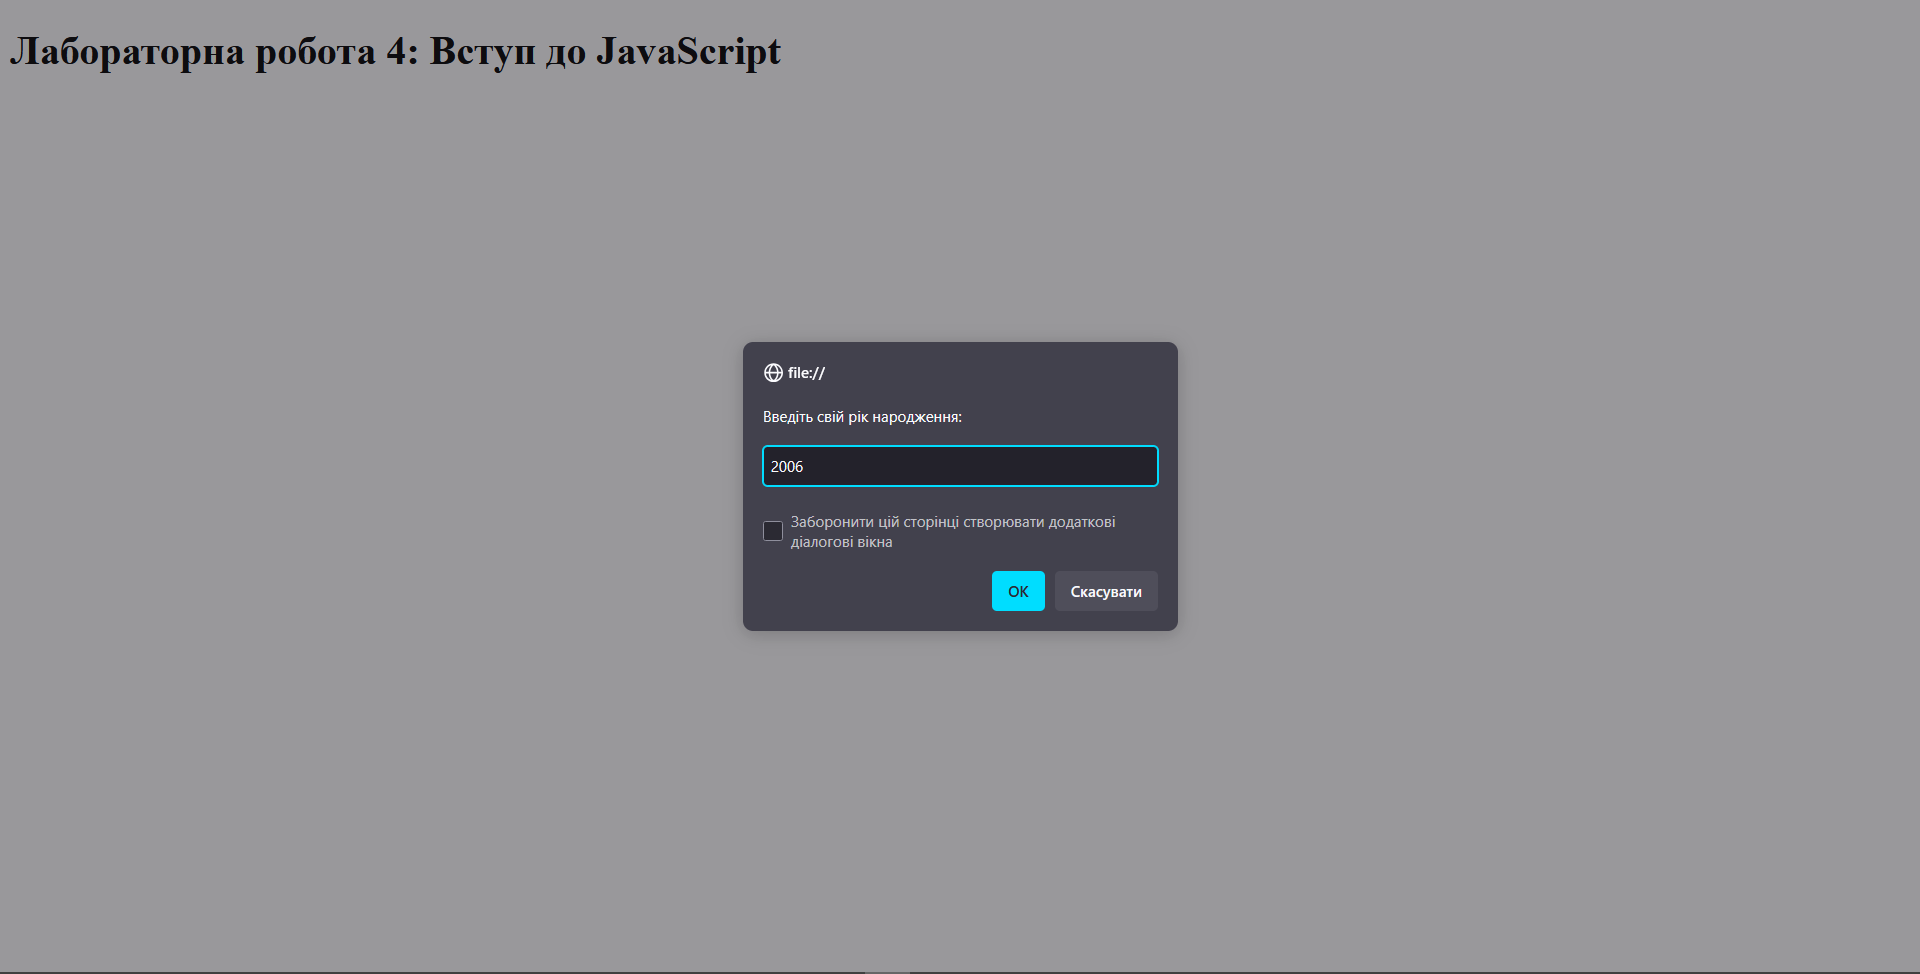 Лабораторна робота 4: Вступ до JavaScript
file://
Введіть свій рік народження:
2006
Заборонити цій сторінці створювати додаткові
діалогові вікна
OK
Скасувати